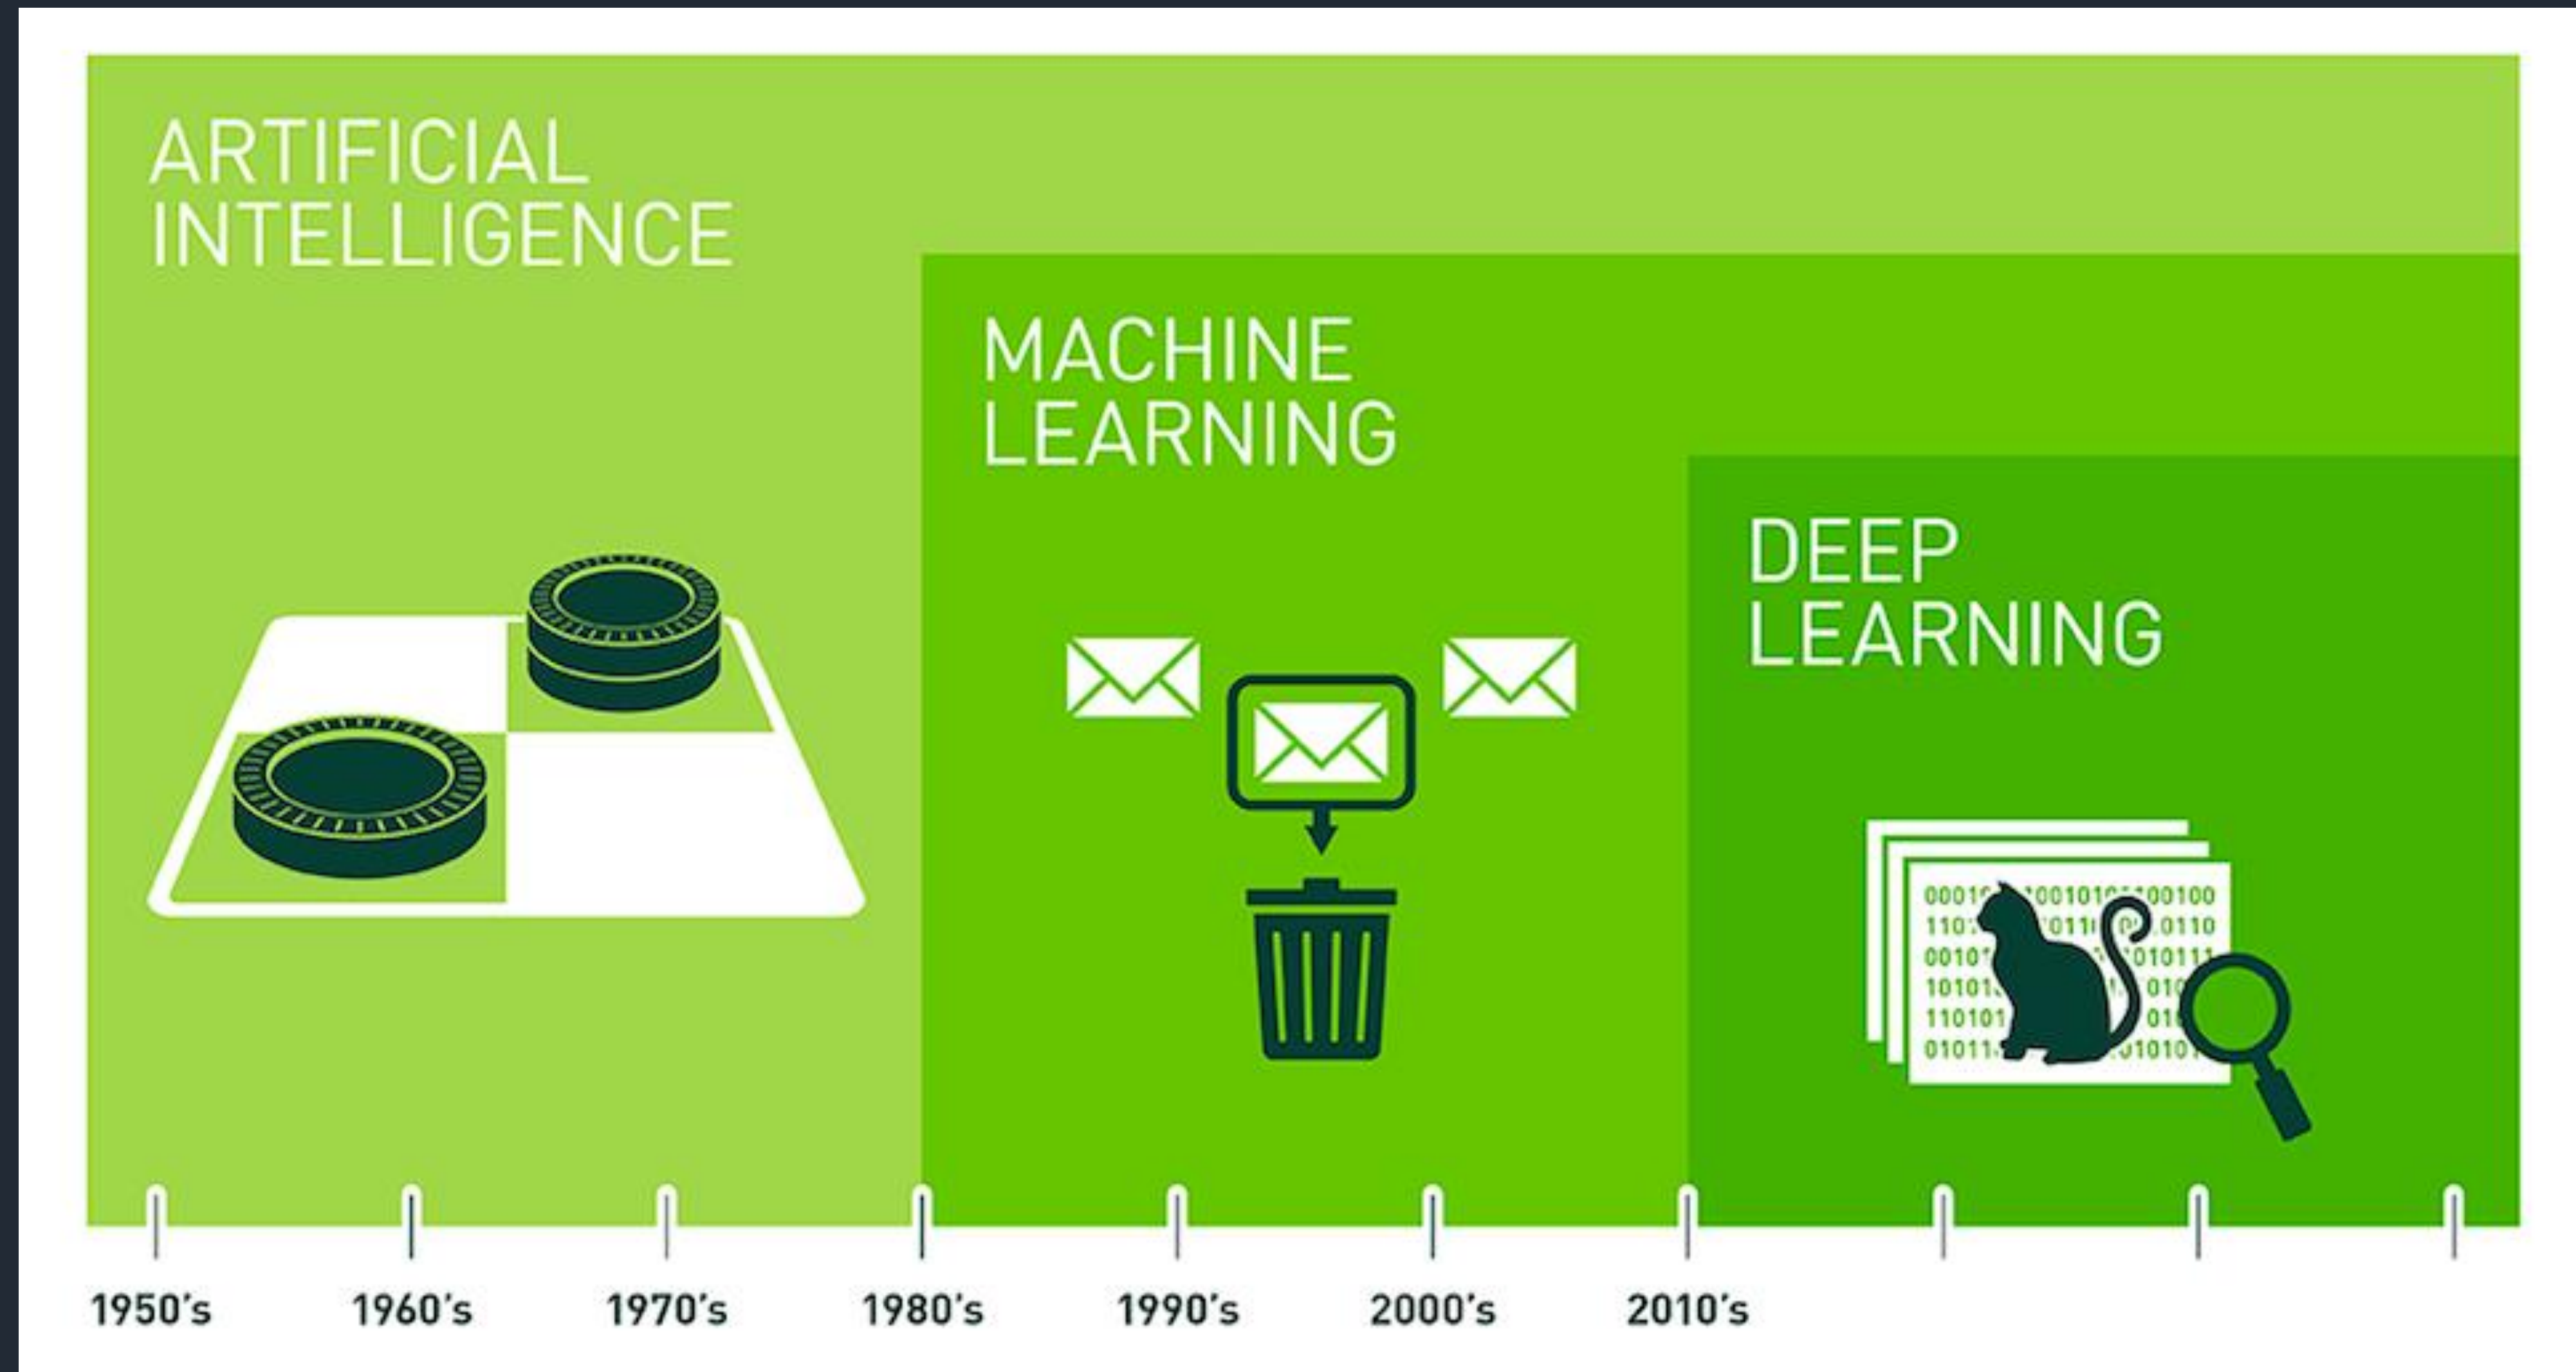 ARTIFICIAL
INTELLIGENCE
MACHINE
LEARNING
DEEP
LEARNING
1950's
1960's
1970's
1980's
1990's
2000's
2010's